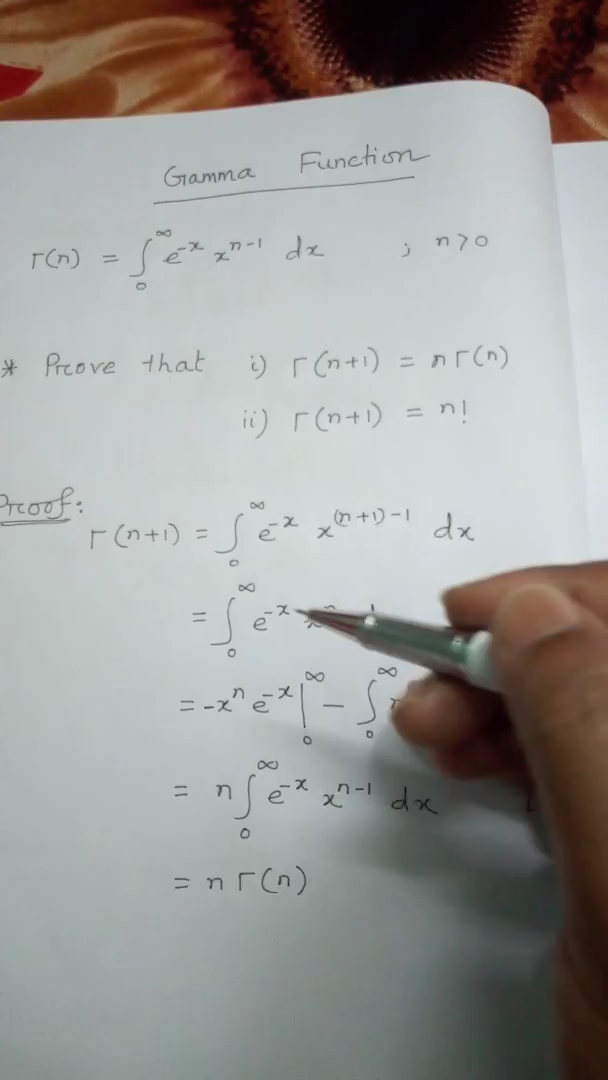 Gamma Function
Γ(n) = ∫₀^∞ e^-x x^n-1 dx ; n>0
* Prove that i) Γ(n+1) = nΓ(n)
ii) Γ(n+1) = n!
Proof:
Γ(n+1) = ∫₀^∞ e^-x x^(n+1)-1 dx
= ∫₀^∞ e^-x
= -x^n e^-x |₀^∞ - ∫₀^∞
= n∫₀^∞ e^-x x^n-1 dx
= nΓ(n)